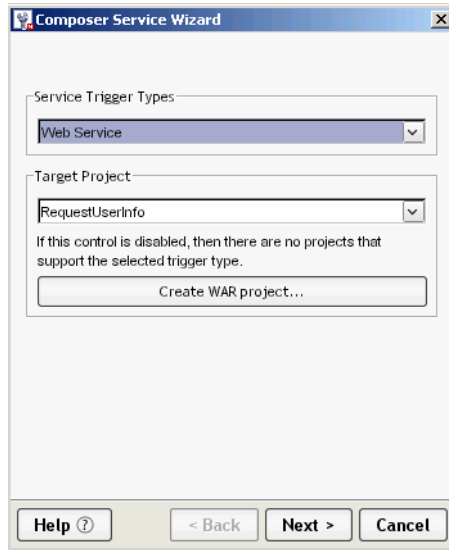 Composer Service Wizard
Service Trigger Types
Web Service
Target Project
RequestUserInfo
If this control is disabled, then there are no projects that
support the selected trigger type.
Create WAR project...
Help ?
< Back
Next >
Cancel